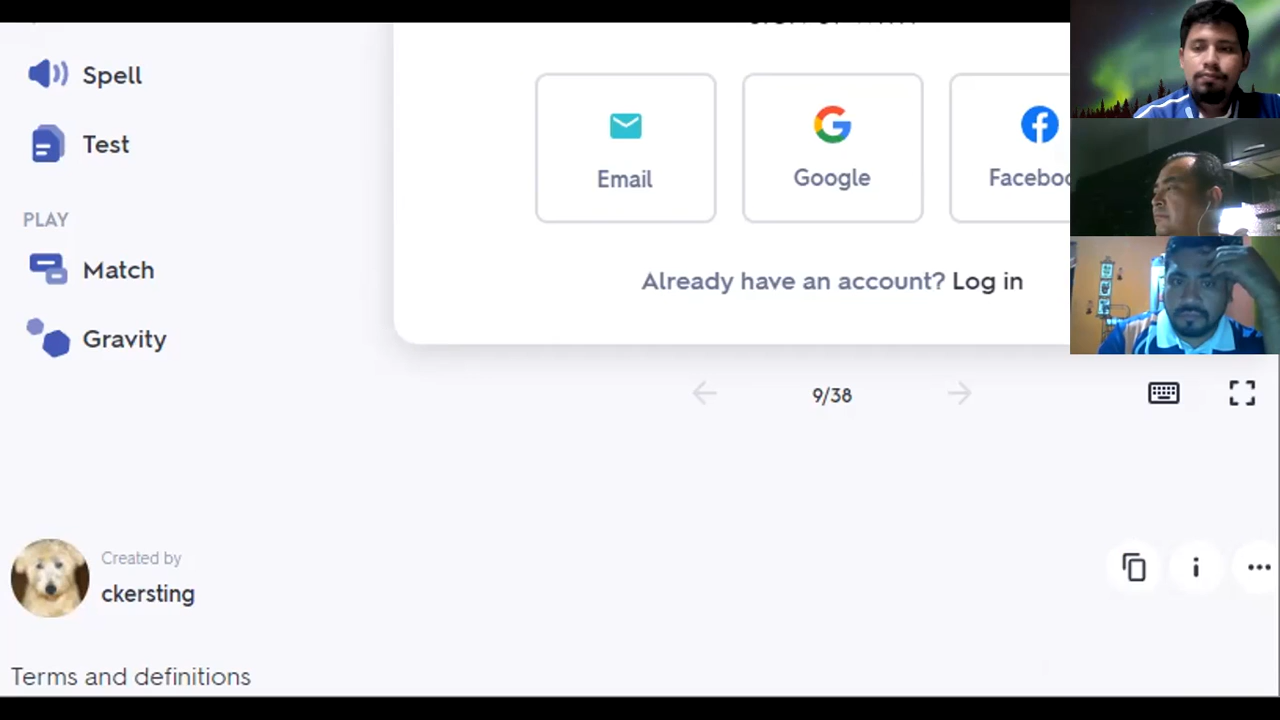 Spell
Test
PLAY
Match
Gravity
Email
Google
Already have an account? Log in
9/38
Created by
ckersting
Terms and definitions